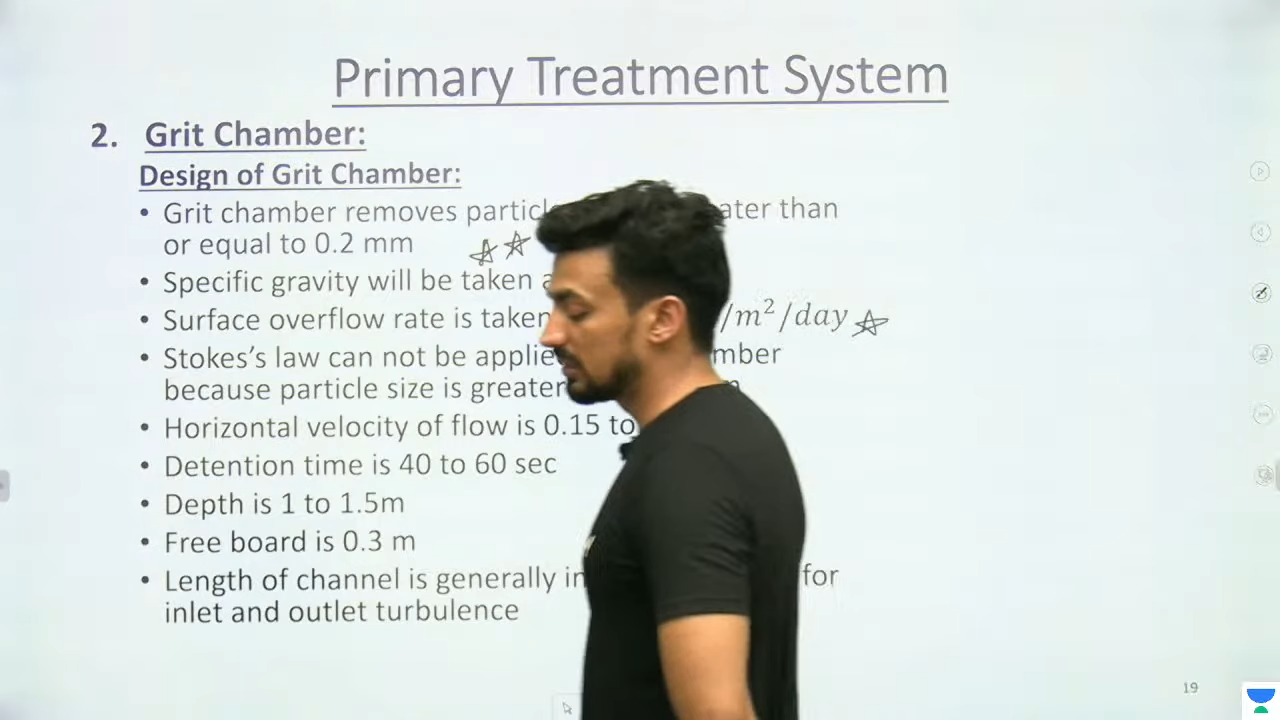 Primary Treatment System
2. Grit Chamber:
Design of Grit Chamber:
• Grit chamber removes than
or equal to 0.2 mm
• Specific gravity will be taken
• Surface overflow rate is taken /m²/day
• Stokes's law can not be
because particle size is greater
• Horizontal velocity of flow is 0.15 to
• Detention time is 40 to 60 sec
• Depth is 1 to 1.5m
• Free board is 0.3 m
• Length of channel is generally for
inlet and outlet turbulence
19